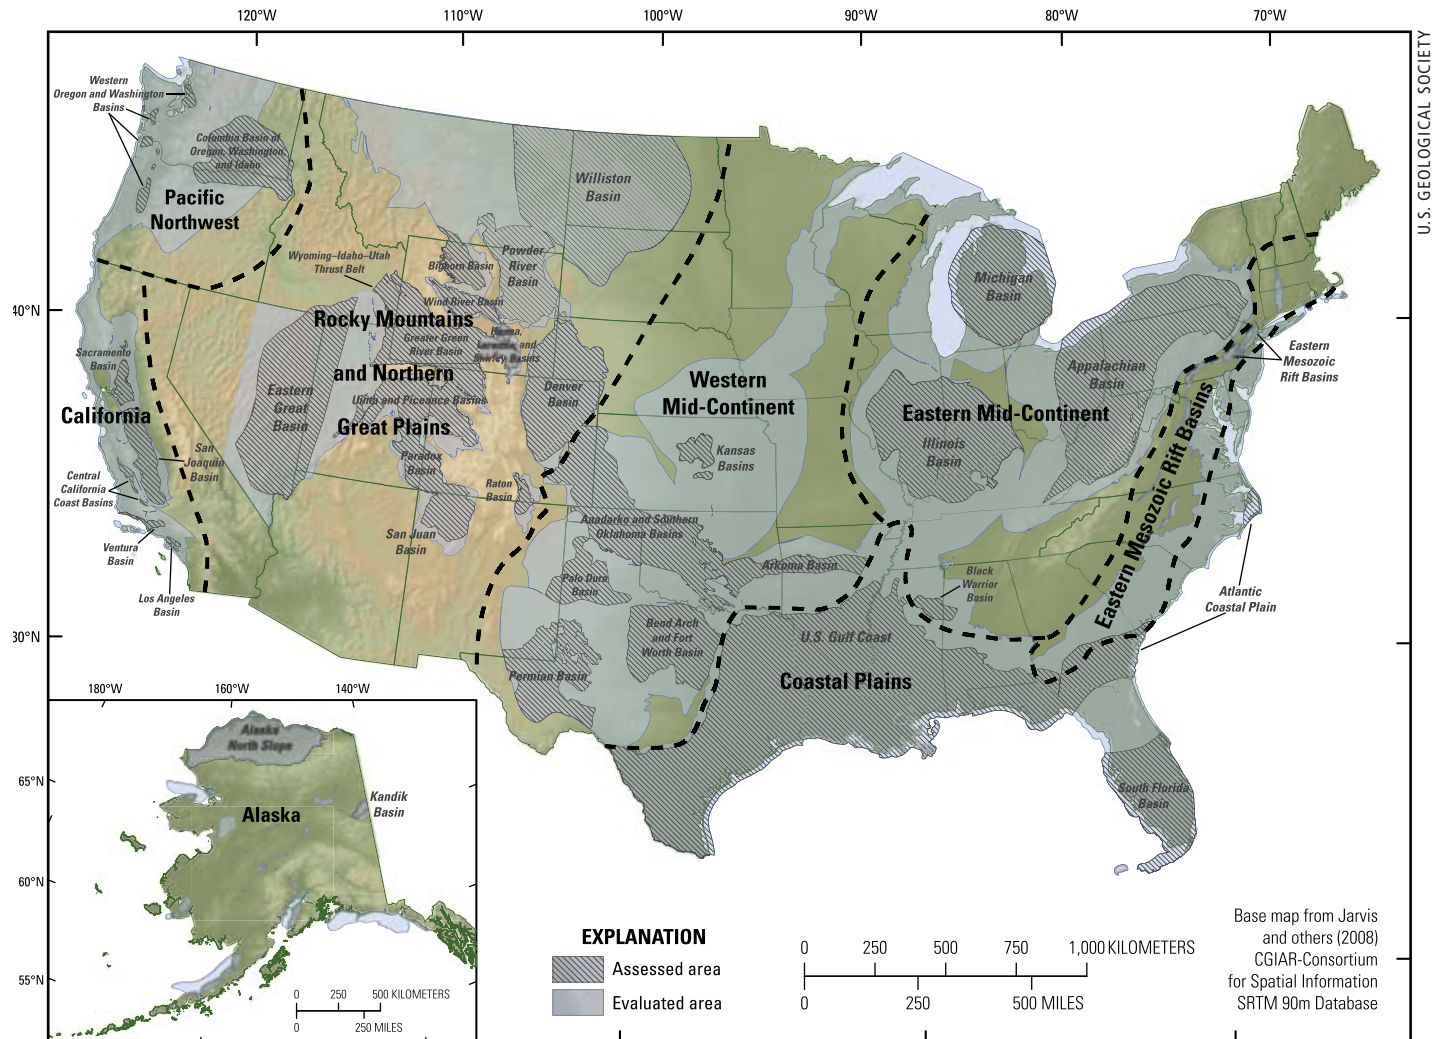 120°W
110°W
100°W
90°W
80°W
70°W
U.S. GEOLOGICAL SOCIETY
Western
Oregon and Washington
Basins
Columbia Basin of
Oregon, Washington,
and Idaho
Pacific
Northwest
Williston
Basin
Wyoming–Idaho–Utah
Thrust Belt
Bighorn Basin
Powder
River
Basin
Wind River Basin
Michigan
Basin
40°N
Rocky Mountains
and Northern
Great Plains
Greater Green
River Basin
Hanna,
Laramie, and
Shirley Basins
Sacramento
Basin
Eastern
Great
Basin
Uinta and Piceance Basins
Denver
Basin
Western
Mid-Continent
Eastern Mid-Continent
Appalachian
Basin
Eastern
Mesozoic
Rift Basins
California
San
Joaquin
Basin
Paradox
Basin
Kansas
Basins
Illinois
Basin
Eastern Mesozoic Rift Basins
Central
California
Coast Basins
Raton
Basin
San Juan
Basin
Anadarko and Southern
Oklahoma Basins
Ventura
Basin
Los Angeles
Basin
Palo Duro
Basin
Arkoma Basin
Black
Warrior
Basin
Atlantic
Coastal Plain
30°N
Bend Arch
and Fort
Worth Basin
U.S. Gulf Coast
Permian Basin
Coastal Plains
South Florida
Basin
180°W
160°W
140°W
Alaska
North Slope
65°N
Kandik
Basin
Alaska
60°N
55°N
0 250 500 KILOMETERS
0 250 MILES
EXPLANATION
Assessed area
Evaluated area
0 250 500 750 1,000 KILOMETERS
0 250 500 MILES
Base map from Jarvis
and others (2008)
CGIAR-Consortium
for Spatial Information
SRTM 90m Database